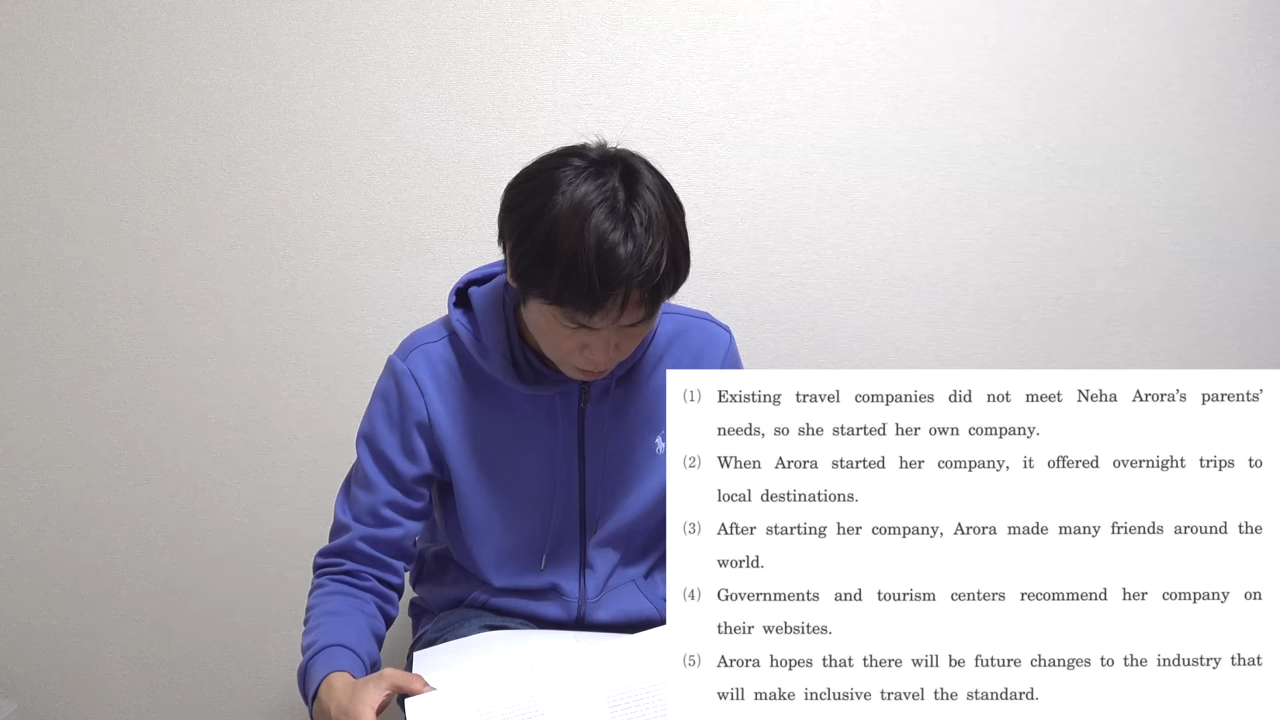 (1) Existing travel companies did not meet Neha Arora's parents'
needs, so she started her own company.
(2) When Arora started her company, it offered overnight trips to
local destinations.
(3) After starting her company, Arora made many friends around the
world.
(4) Governments and tourism centers recommend her company on
their websites.
(5) Arora hopes that there will be future changes to the industry that
will make inclusive travel the standard.